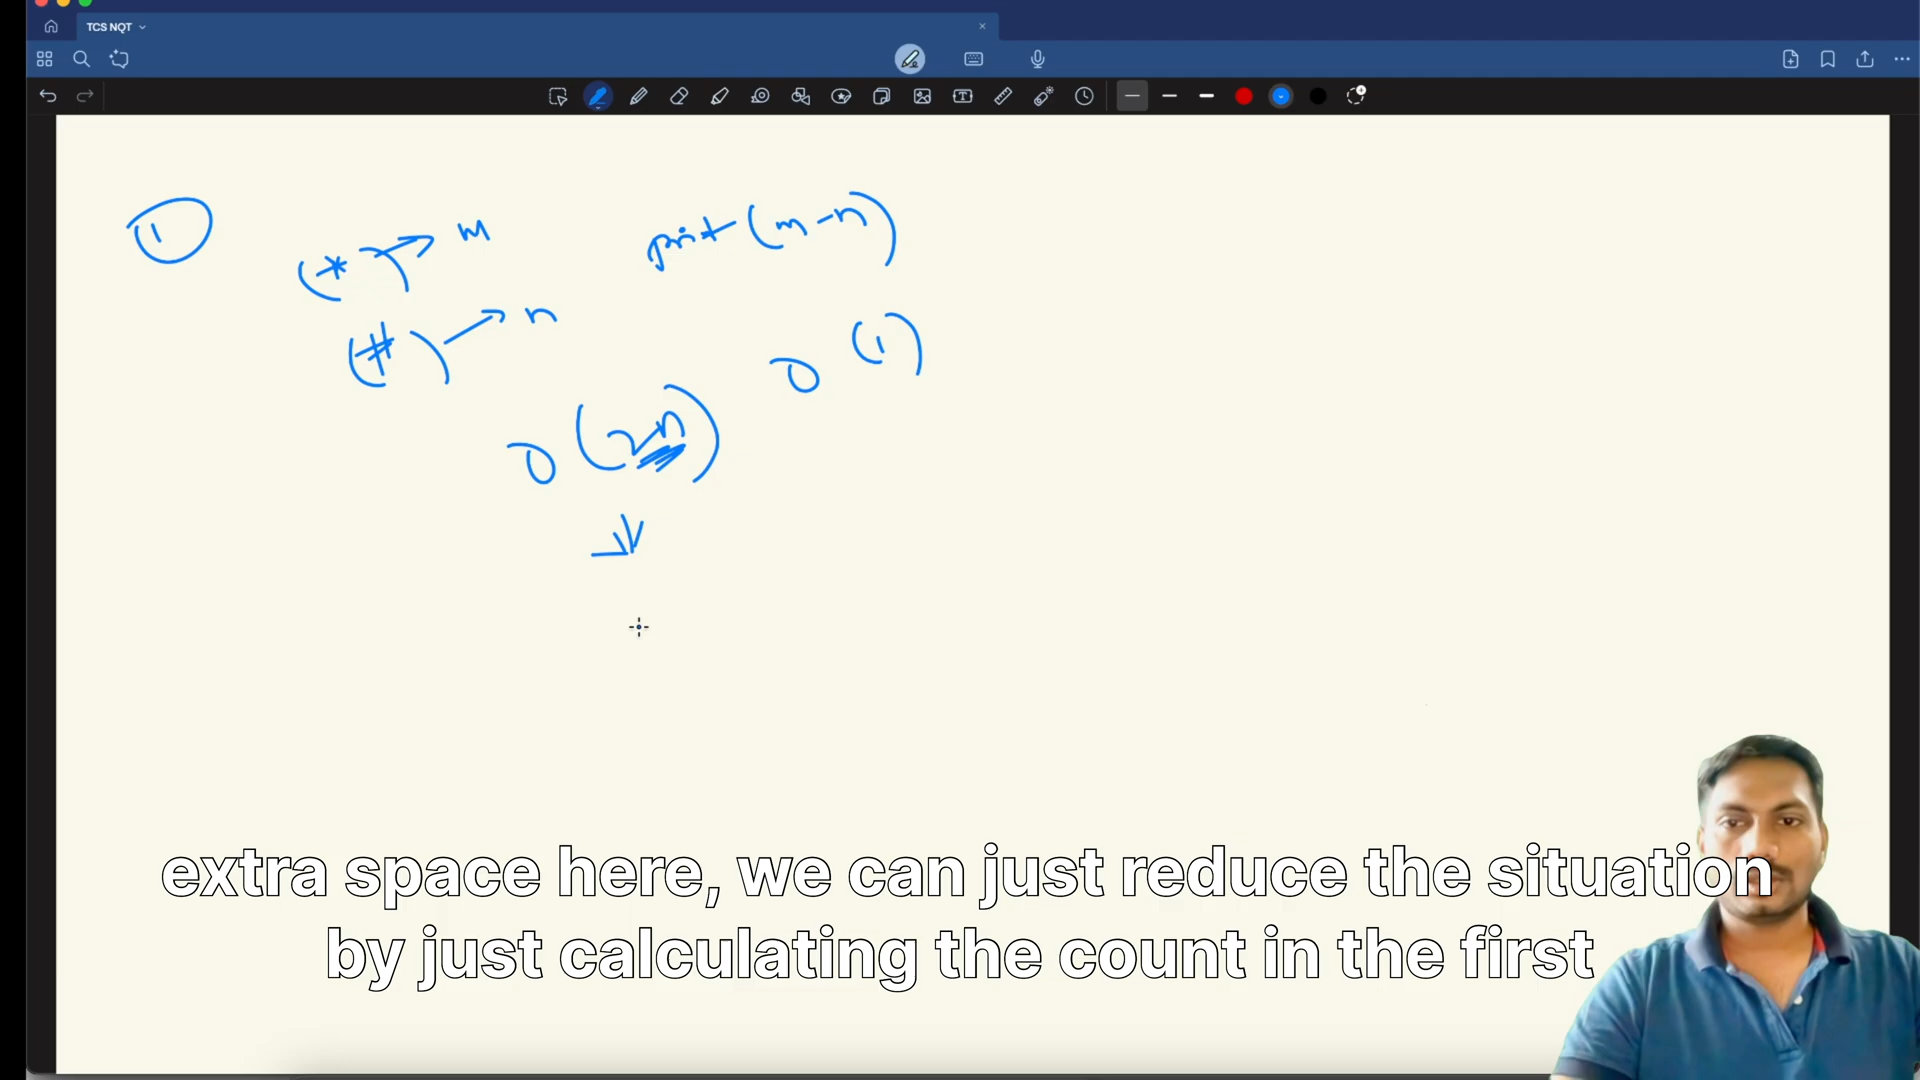 TCS NQT
1
(*) → m
print (m-n)
(#) → n
O (1)
O (2n)
extra space here, we can just reduce the situation
by just calculating the count in the first